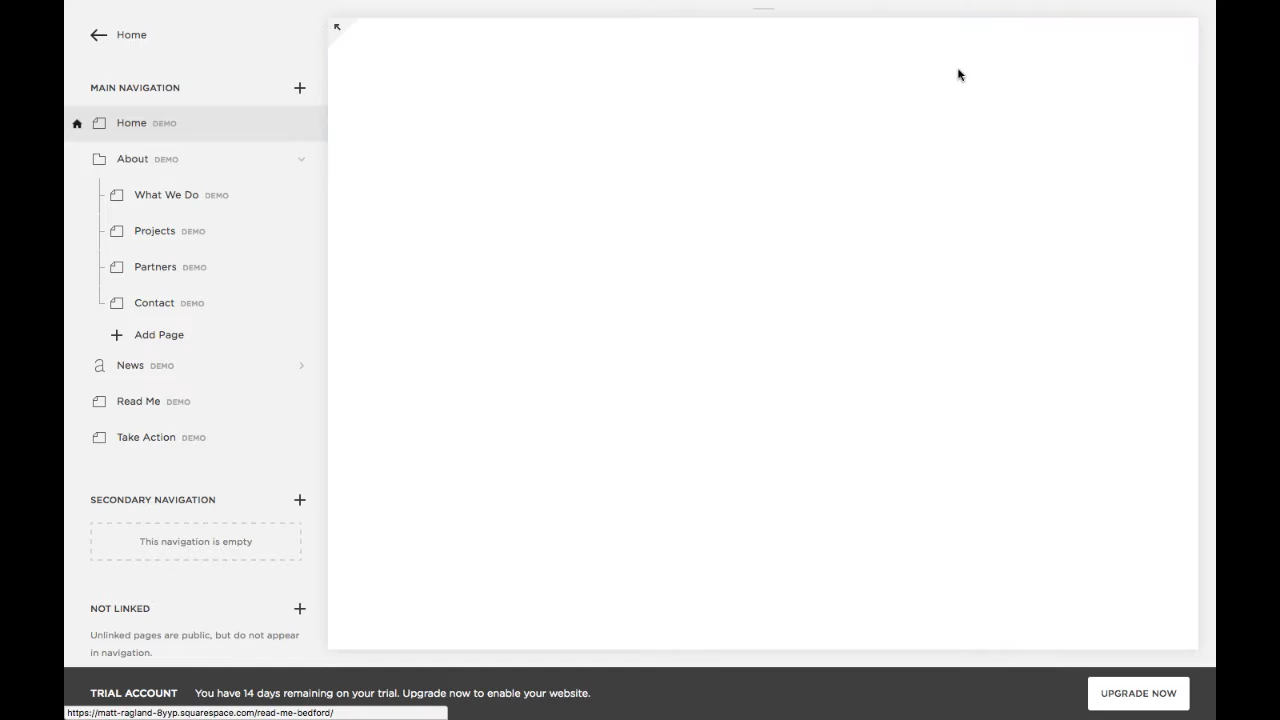 Home
MAIN NAVIGATION
Home DEMO
About DEMO
What We Do DEMO
Projects DEMO
Partners DEMO
Contact DEMO
Add Page
News DEMO
Read Me DEMO
Take Action DEMO
SECONDARY NAVIGATION
This navigation is empty
NOT LINKED
Unlinked pages are public, but do not appear
in navigation.
TRIAL ACCOUNT You have 14 days remaining on your trial. Upgrade now to enable your website. UPGRADE NOW
https://matt-ragland-8yyp.squarespace.com/read-me-bedford/